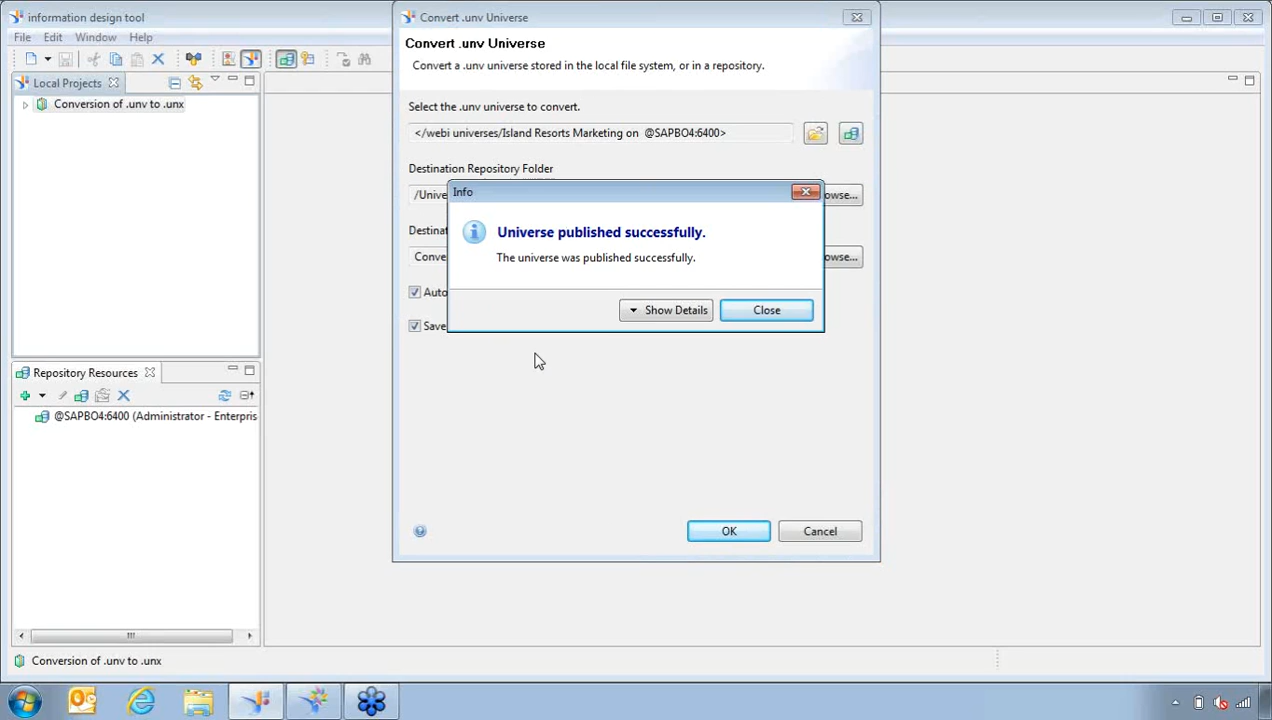 information design tool
File Edit Window Help
Local Projects
Conversion of .unv to .unx
Repository Resources
@SAPBO4:6400 (Administrator - Enterpris
Conversion of .unv to .unx
Convert .unv Universe
Convert .unv Universe
Convert a .unv universe stored in the local file system, or in a repository.
Select the .unv universe to convert.
</webi universes/Island Resorts Marketing on @SAPBO4:6400>
Destination Repository Folder
/Unive owse...
Destinat
Conve owse...
Auto
Save
Info
Universe published successfully.
The universe was published successfully.
Show Details Close
OK Cancel